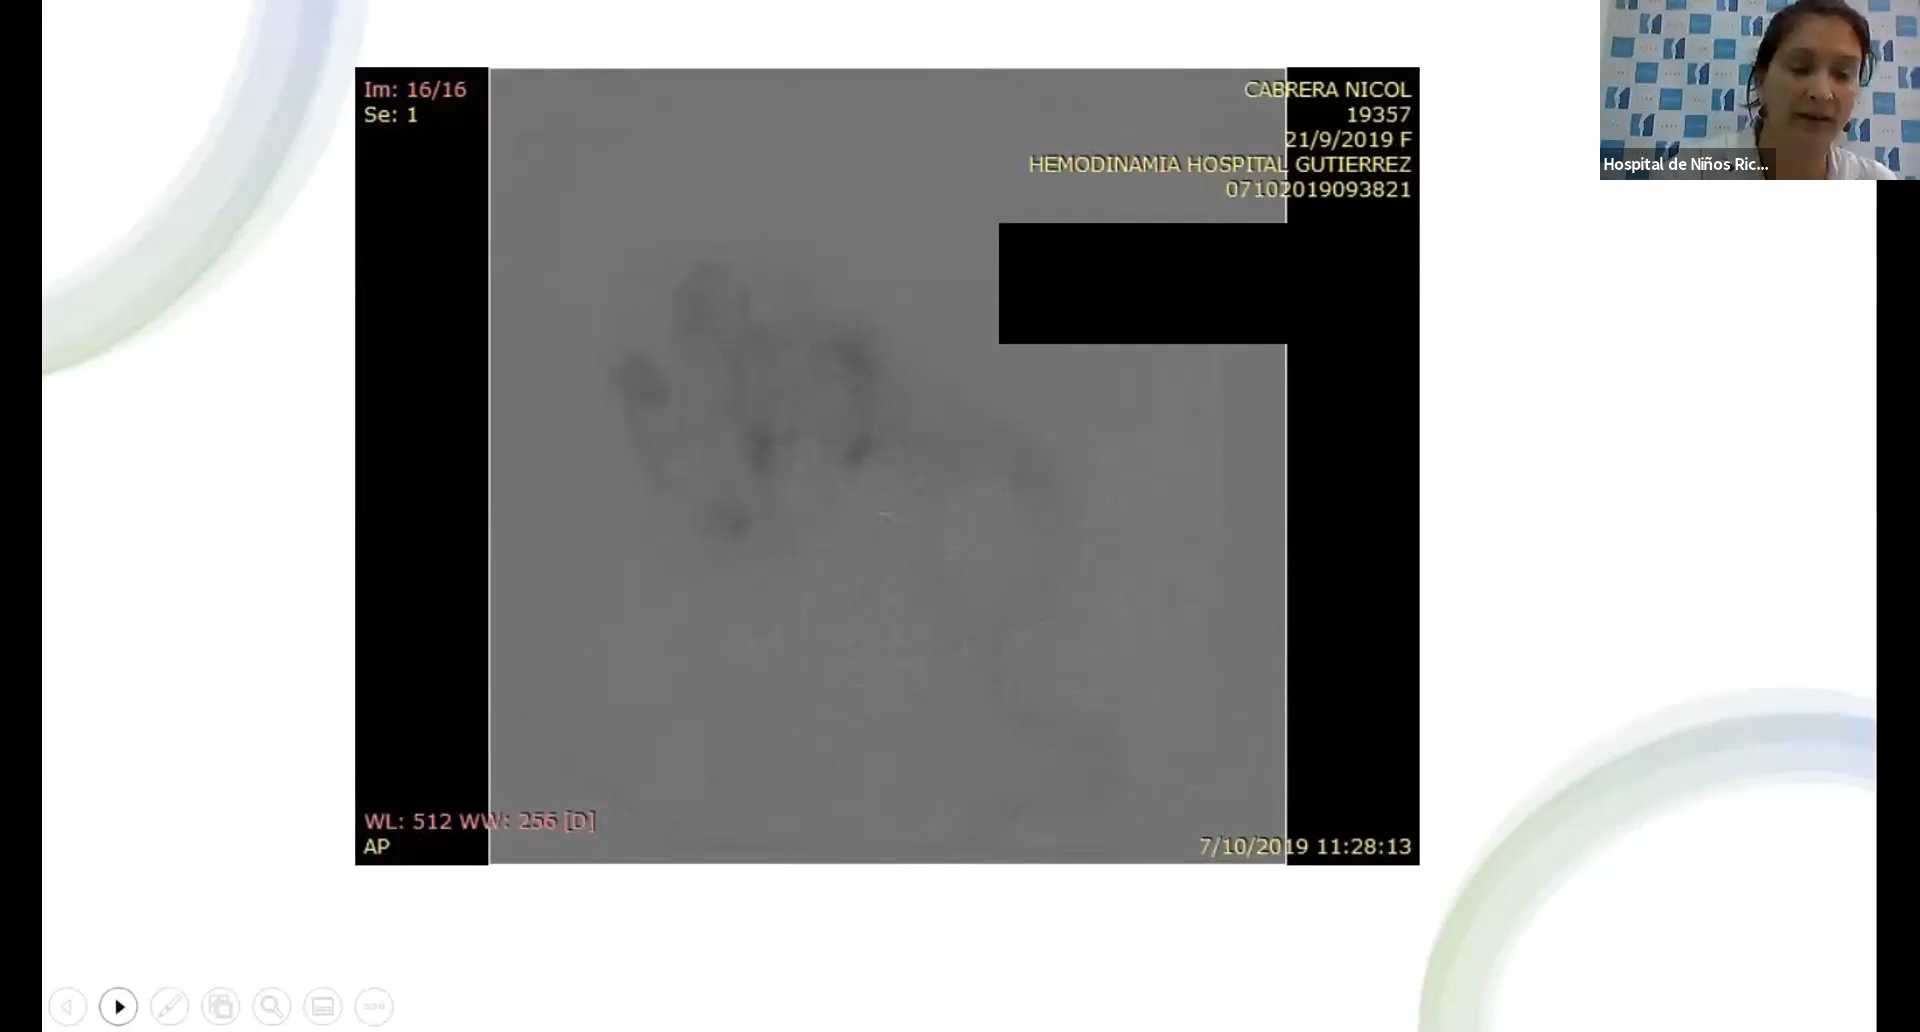 Im: 16/16
Se: 1
CABRERA NICOL
19357
21/9/2019 F
HEMODINAMIA HOSPITAL GUTIERREZ
07102019093821
WL: 512 WW: 256 [D]
AP
7/10/2019 11:28:13
Hospital de Niños Ric...